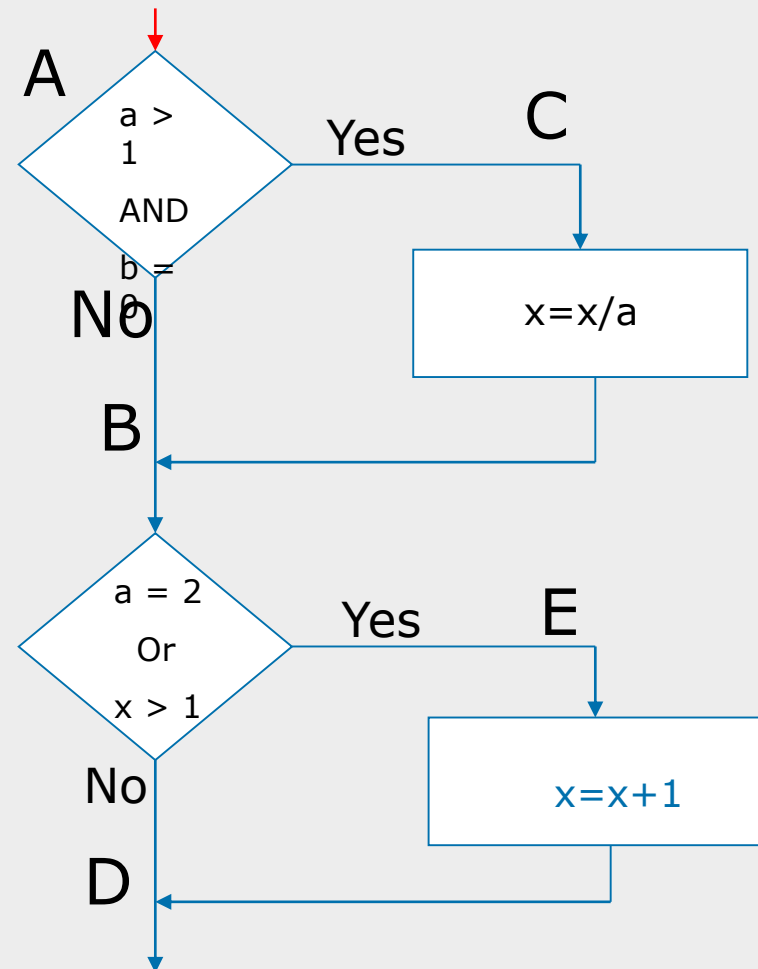 A
a >
1
AND
b =
0
Yes
C
No
x=x/a
B
a = 2
Or
x > 1
Yes
E
No
x=x+1
D